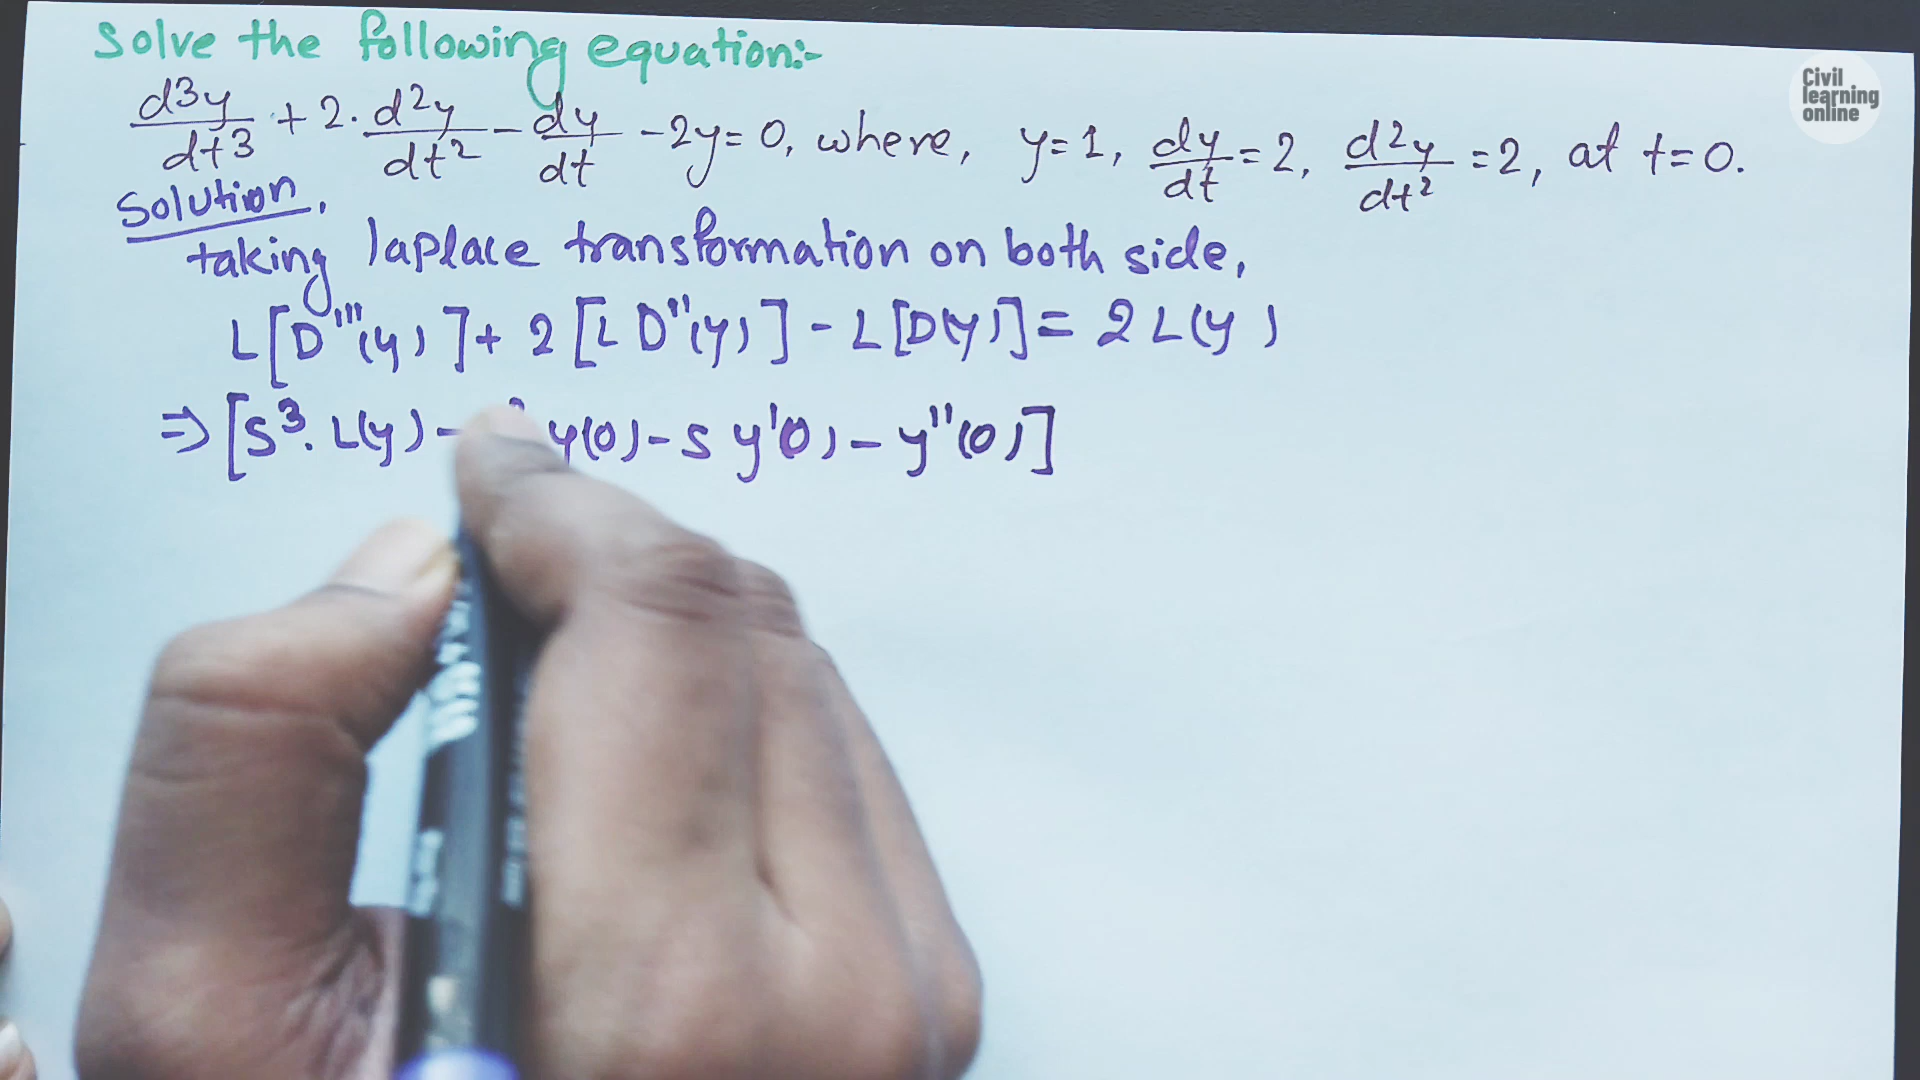 Solve the following equation:-
d3y/dt3 + 2. d2y/dt2 - dy/dt - 2y = 0, where, y = 1, dy/dt = 2, d2y/dt2 = 2, at t = 0.
Solution,
taking laplace transformation on both side,
L[D'''(y)] + 2[L D''(y)] - L[D(y)] = 2 L(y)
⇒ [S3. L(y) - y(0) - s y'0) - y''(0)]
Civil
learning
online